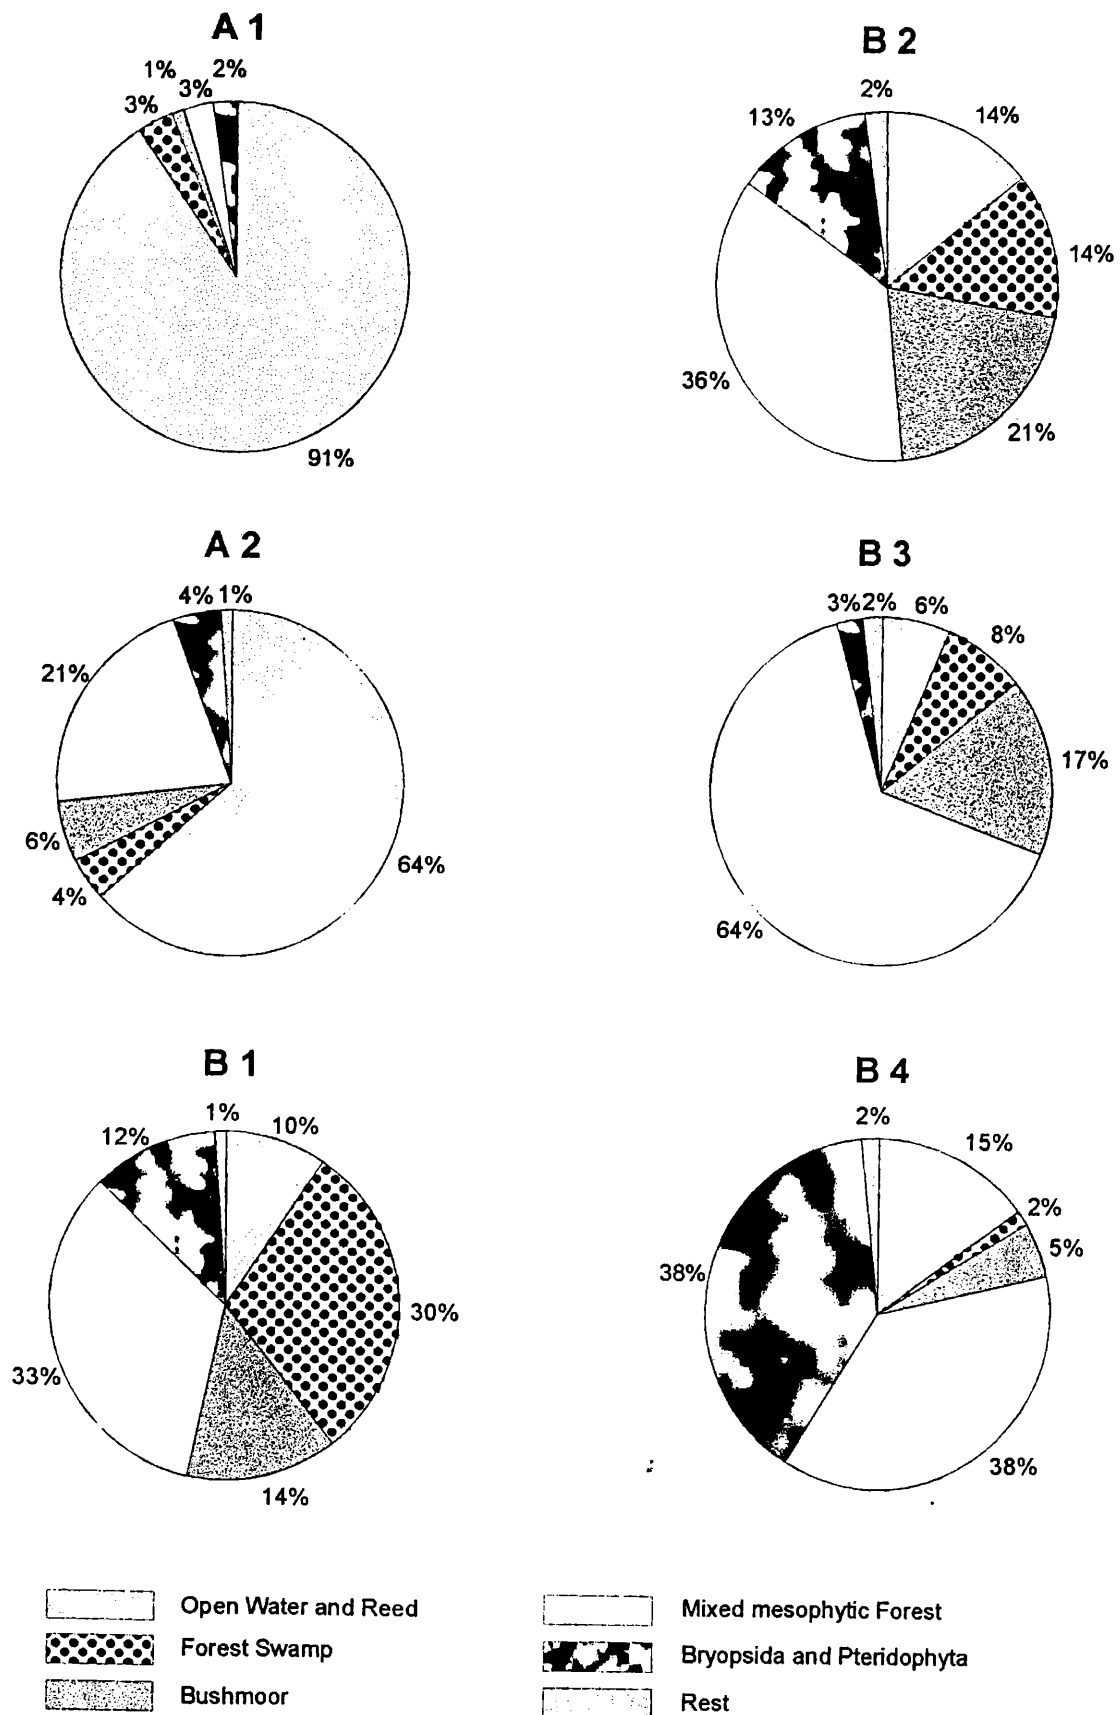 A 1
1%
2%
3%
3%
91%
B 2
2%
13%
14%
14%
36%
21%
A 2
4%
1%
21%
6%
4%
64%
B 3
3%
2%
6%
8%
17%
64%
B 1
1%
10%
12%
30%
33%
14%
B 4
2%
15%
2%
5%
38%
38%
Open Water and Reed
Forest Swamp
Bushmoor
Mixed mesophytic Forest
Bryopsida and Pteridophyta
Rest